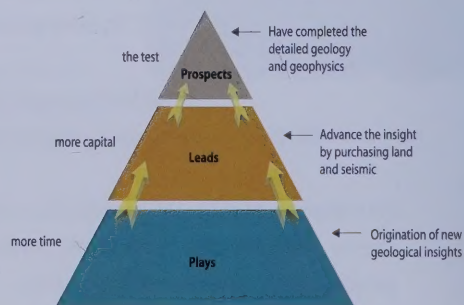 the test
Prospects
Have completed the
detailed geology
and geophysics
more capital
Leads
Advance the insight
by purchasing land
and seismic
more time
Plays
Origination of new
geological insights